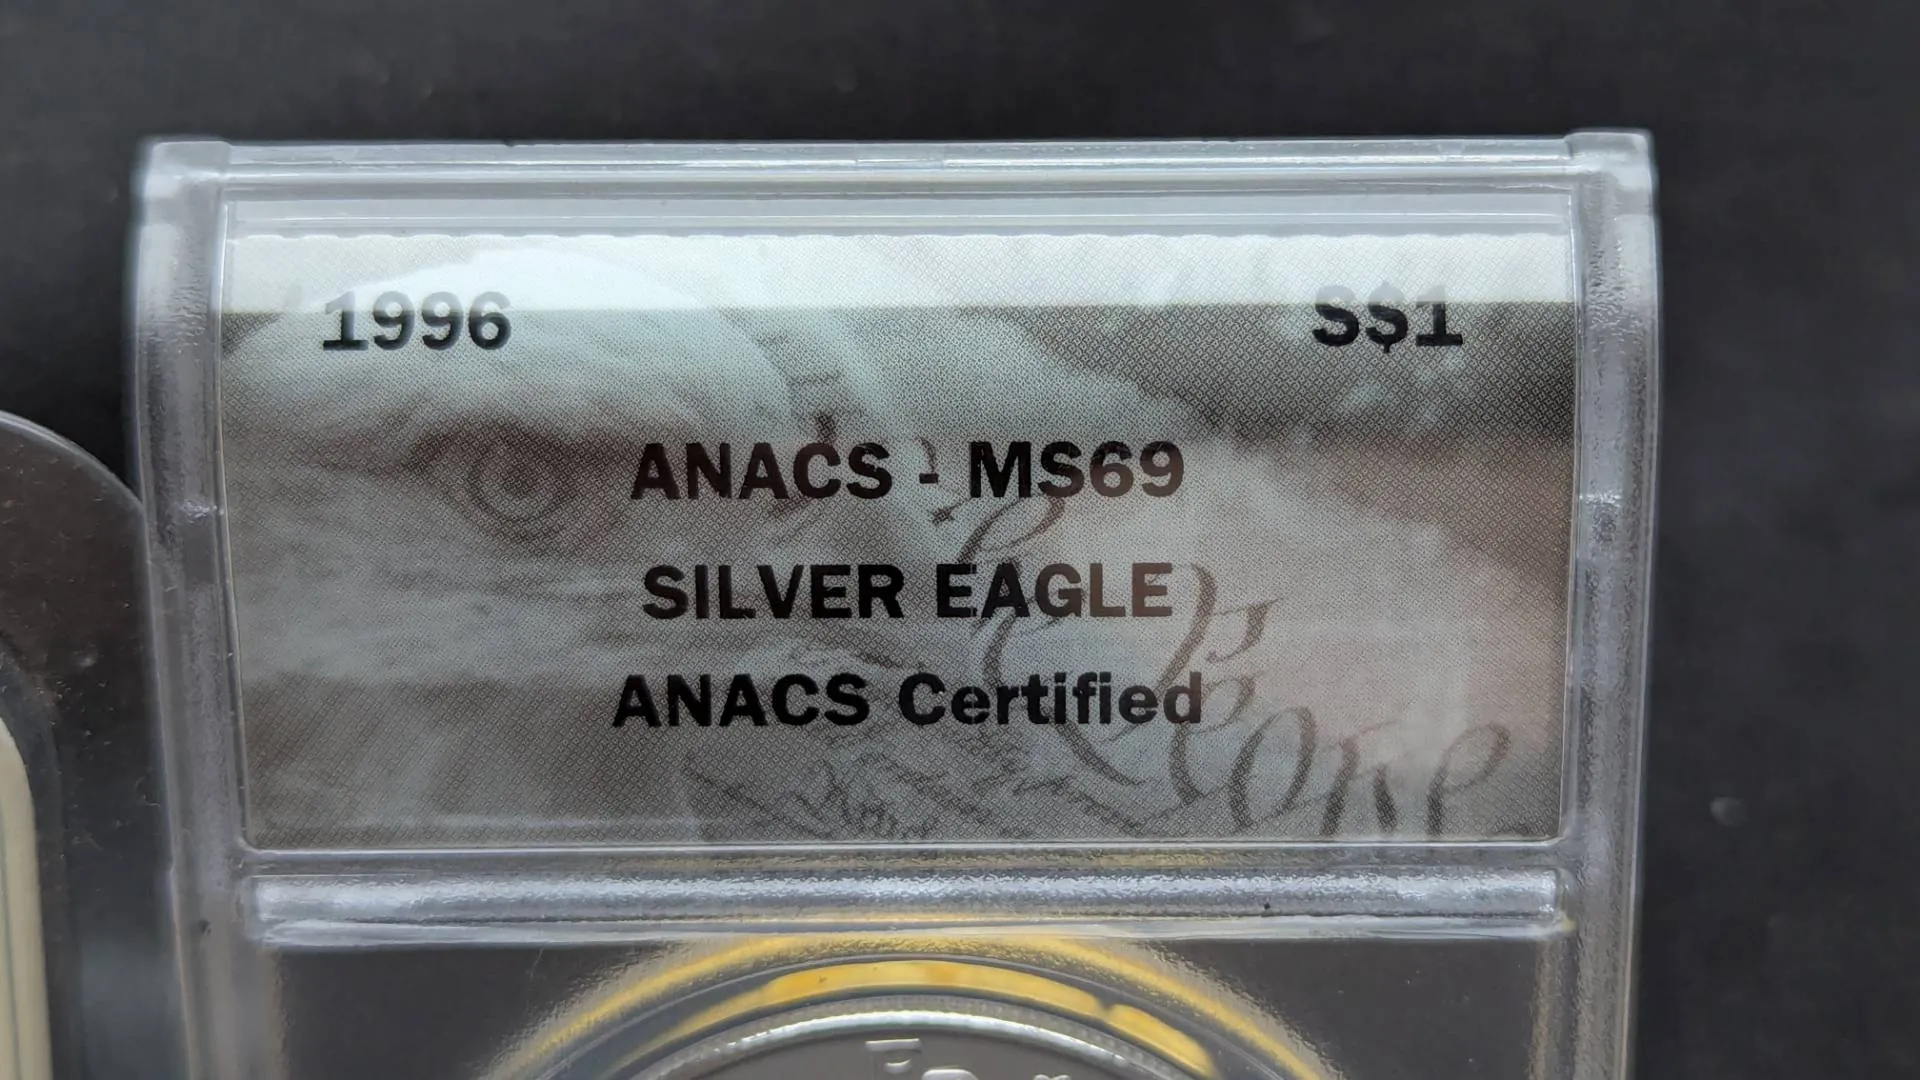 1996 S$1
ANACS - MS69
SILVER EAGLE
ANACS Certified